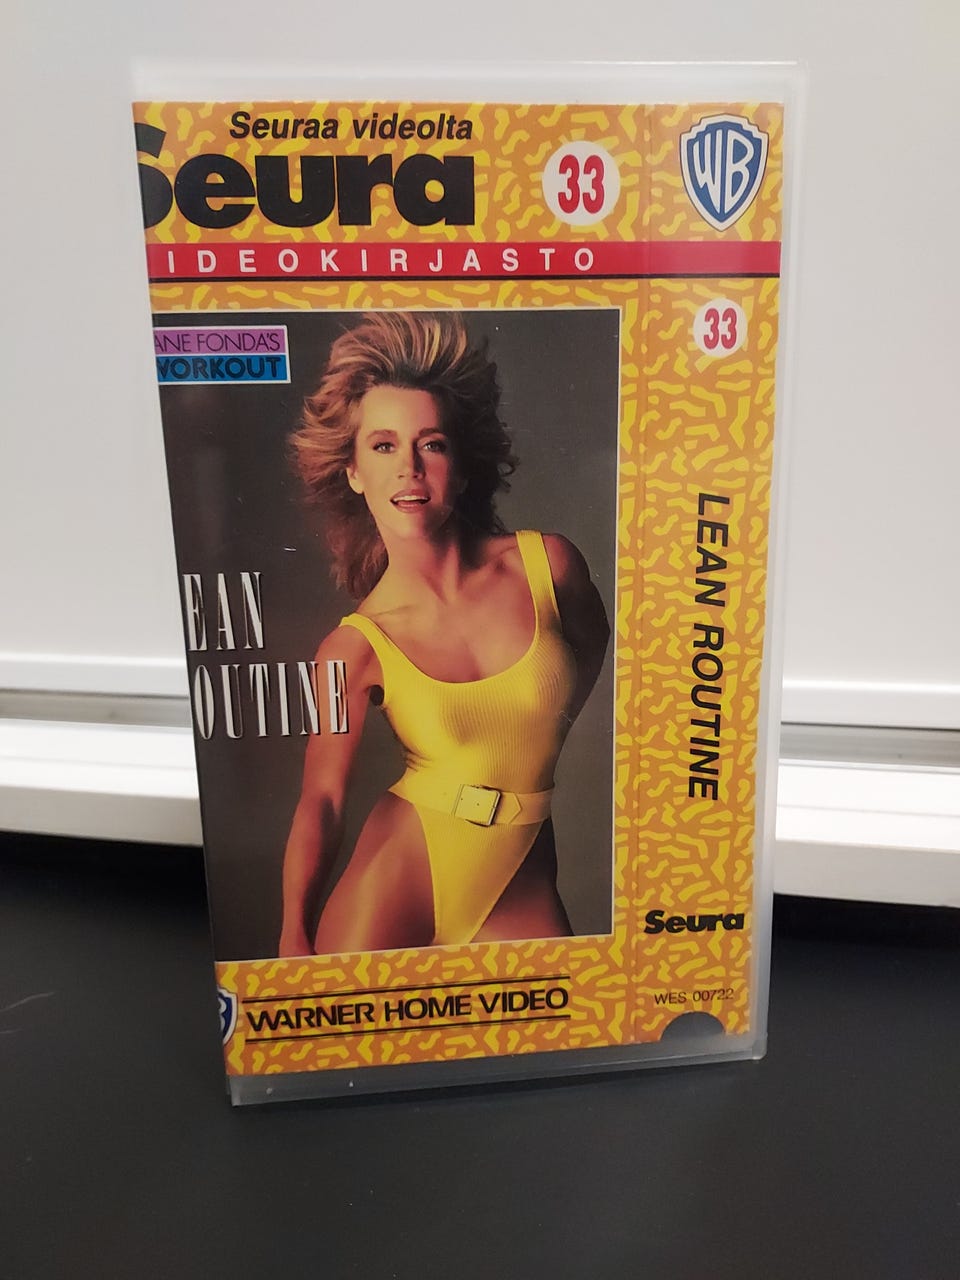 Seuraa videolta
Seura
33
IDEOKIRJASTO
ANE FONDA'S
WORKOUT
EAN
OUTINE
WARNER HOME VIDEO
WB
33
LEAN ROUTINE
Seura
WES 00722